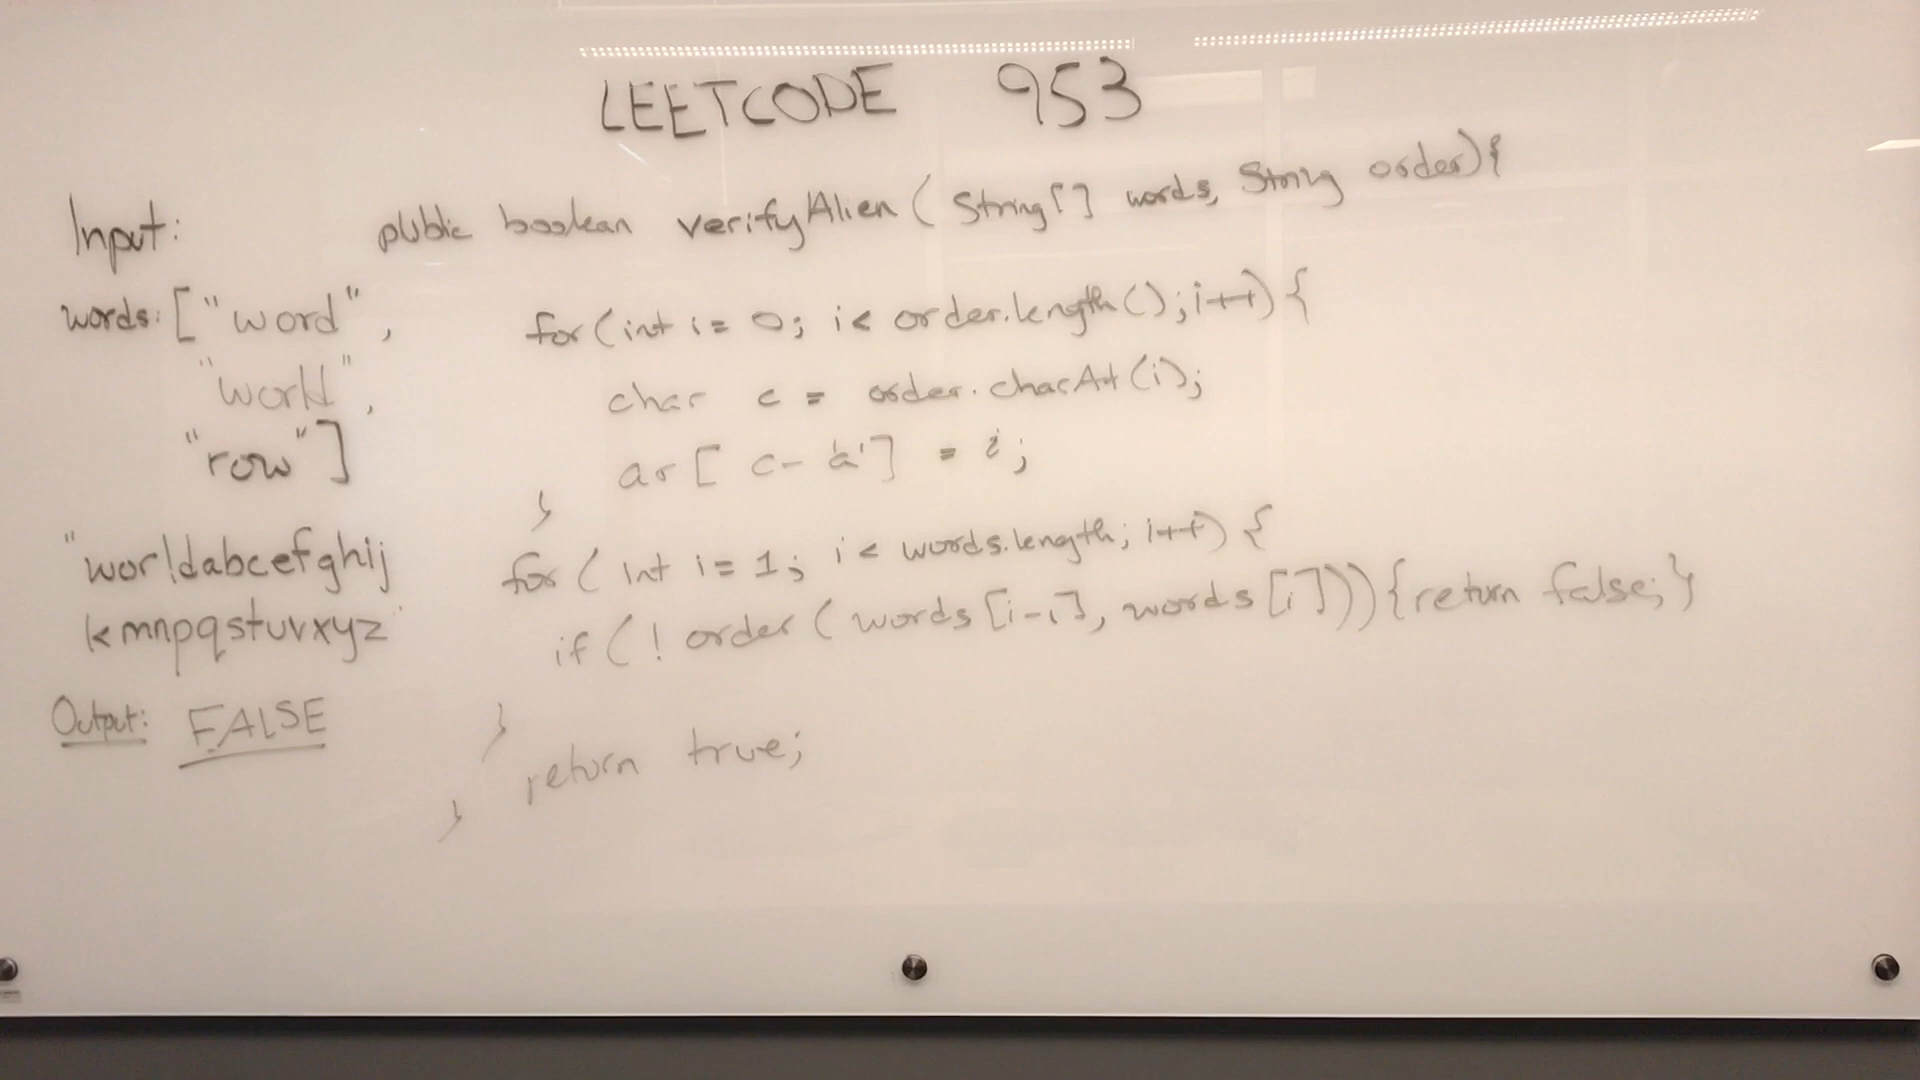 LEETCODE 953
Input:
words: ["word",
"world",
"row"]
"worldabcefghij
kmnpqstuvxyz"
Output: FALSE
public boolean verifyAlien ( String[] words, String order) {
for (int i = 0; i < order.length(); i++) {
char c = order.charAt(i);
ar [ c - 'a' ] = i;
}
for ( int i = 1; i < words.length; i++) {
if ( ! order ( words [i-1], words [i] )) { return false; }
}
return true;
}